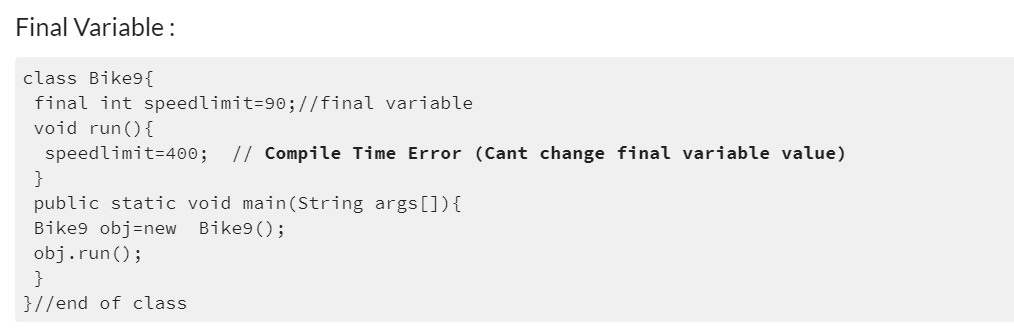 Final Variable :
class Bike9{
 final int speedlimit=90;//final variable
 void run(){
  speedlimit=400;  // Compile Time Error (Cant change final variable value)
 }
 public static void main(String args[]){
 Bike9 obj=new  Bike9();
 obj.run();
 }
}//end of class